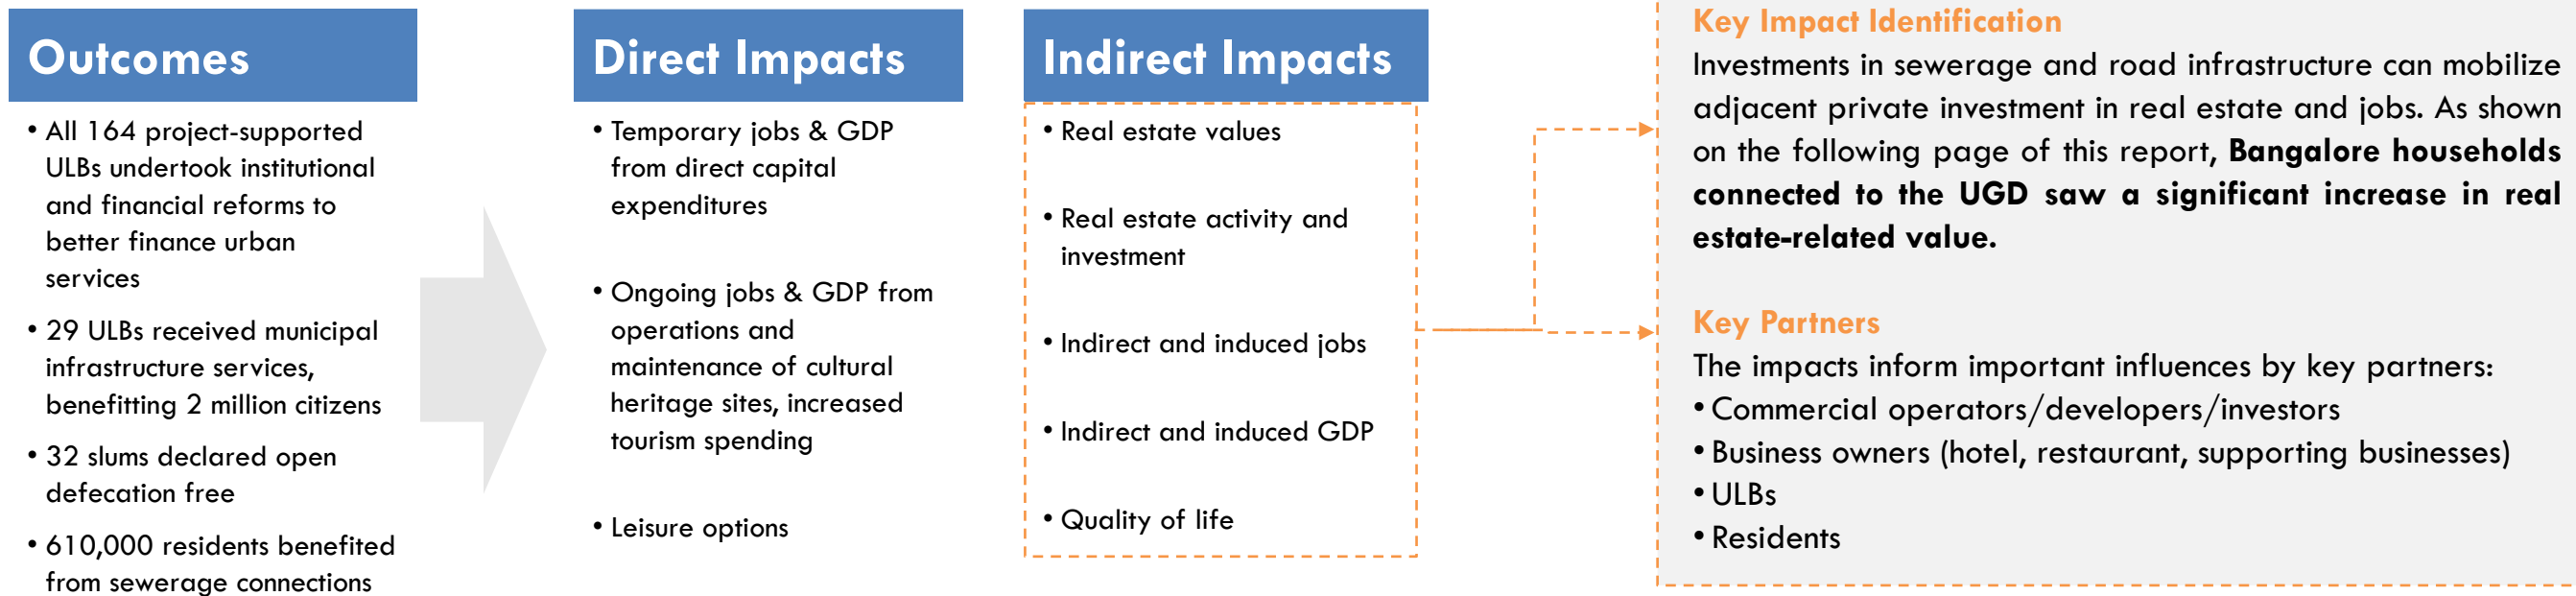 Outcomes
• All 164 project-supported
ULBs undertook institutional
and financial reforms to
better finance urban
services
• 29 ULBs received municipal
infrastructure services,
benefitting 2 million citizens
• 32 slums declared open
defecation free
• 610,000 residents benefited
from sewerage connections
Direct Impacts
• Temporary jobs & GDP
from direct capital
expenditures
• Ongoing jobs & GDP from
operations and
maintenance of cultural
heritage sites, increased
tourism spending
• Leisure options
Indirect Impacts
• Real estate values
• Real estate activity and
investment
• Indirect and induced jobs
• Indirect and induced GDP
• Quality of life
Key Impact Identification
Investments in sewerage and road infrastructure can mobilize
adjacent private investment in real estate and jobs. As shown
on the following page of this report, Bangalore households
connected to the UGD saw a significant increase in real
estate-related value.
Key Partners
The impacts inform important influences by key partners:
• Commercial operators/developers/investors
• Business owners (hotel, restaurant, supporting businesses)
• ULBs
• Residents